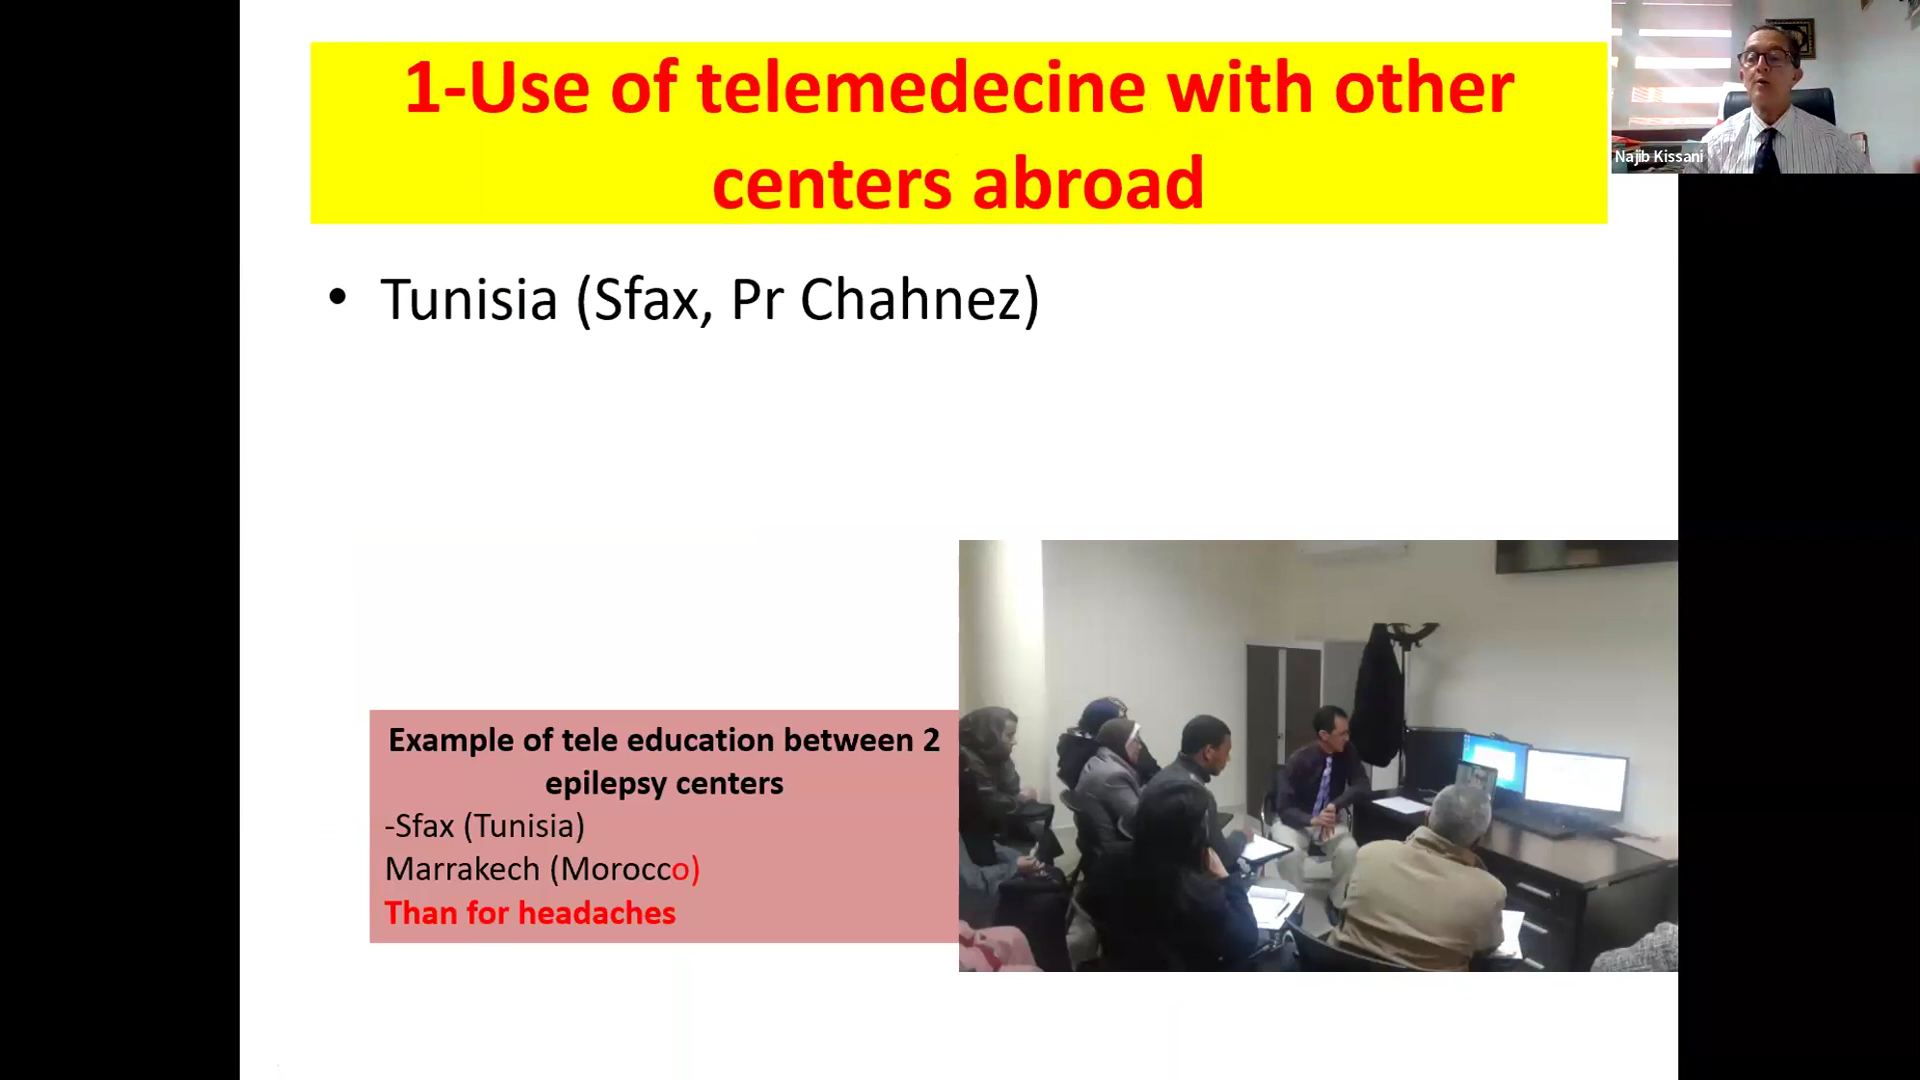 1-Use of telemedecine with other
centers abroad
Najib Kissani
• Tunisia (Sfax, Pr Chahnez)
Example of tele education between 2
epilepsy centers
-Sfax (Tunisia)
Marrakech (Morocco)
Than for headaches